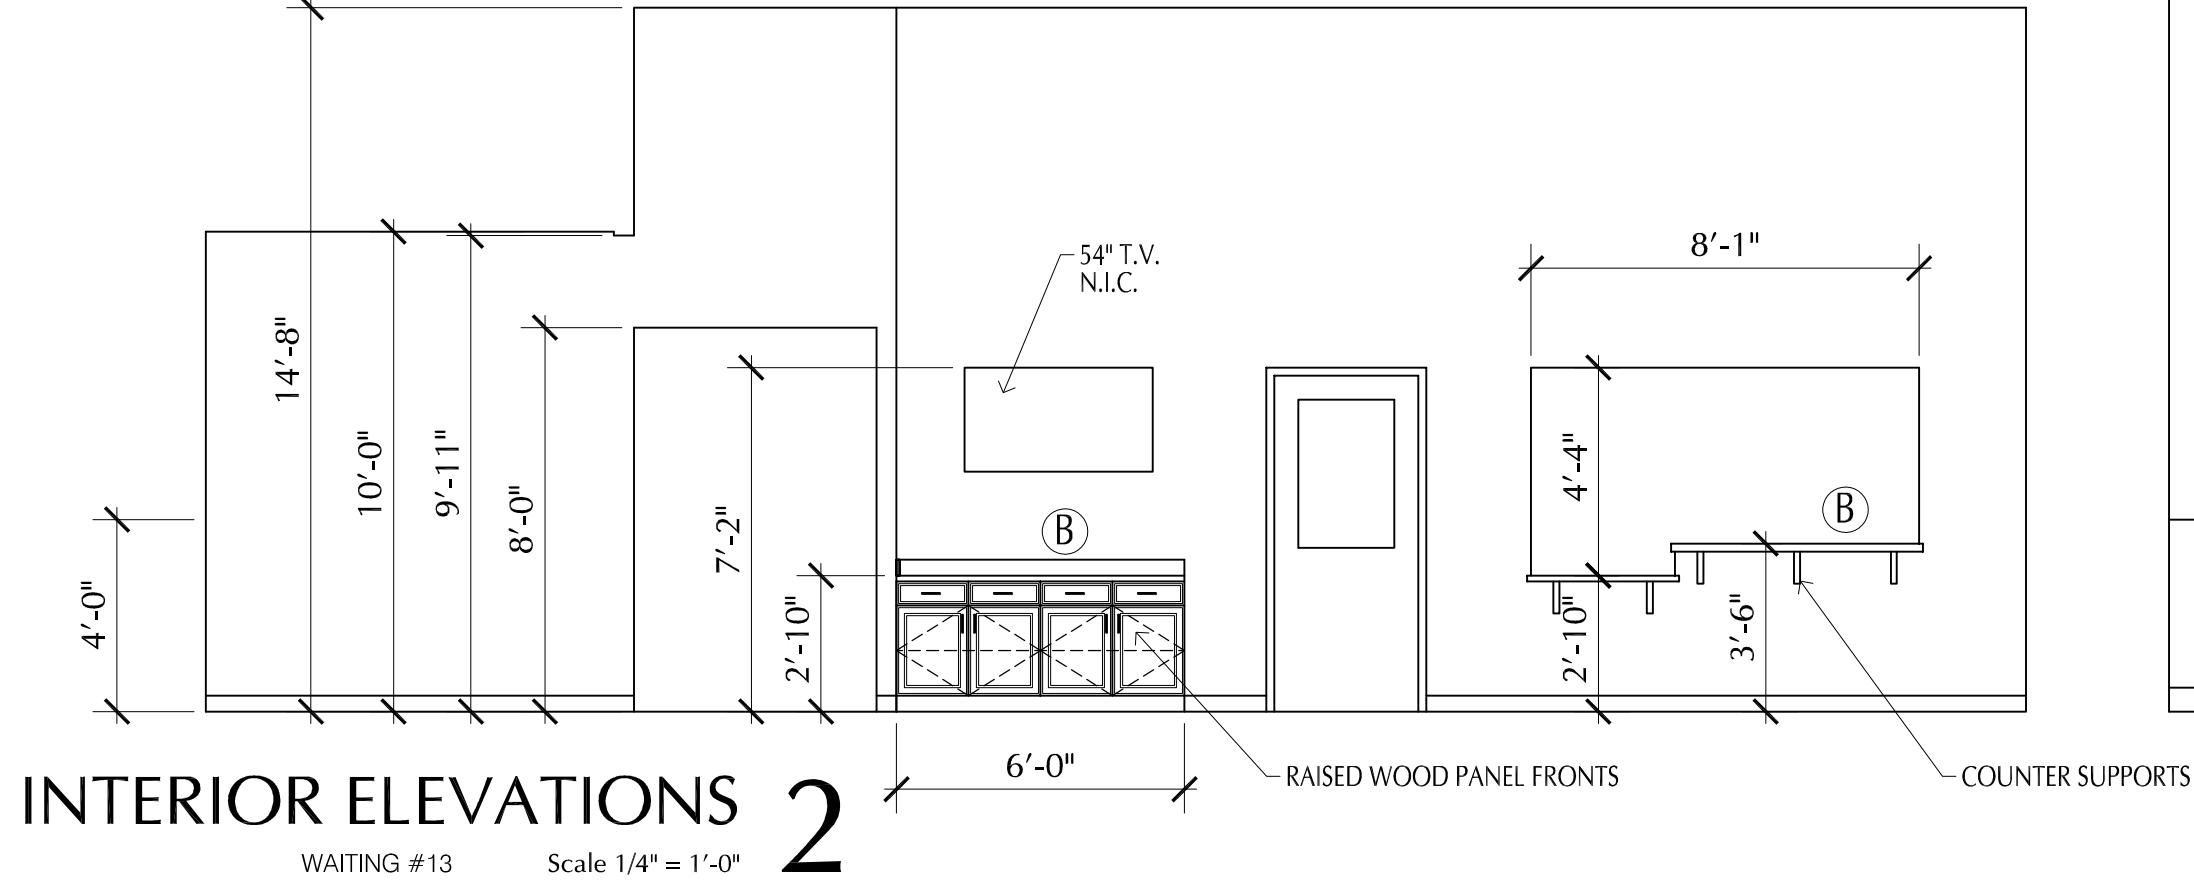 8′-1"
54" T.V.
N.I.C.
14′-8"
10′-0"
9′-11"
8′-0"
4′-4"
7′-2"
B
B
4′-0"
2′-10"
2′-10"
3′-6"
6′-0"
RAISED WOOD PANEL FRONTS
COUNTER SUPPORTS
INTERIOR ELEVATIONS 2
WAITING #13 Scale 1/4" = 1′-0"